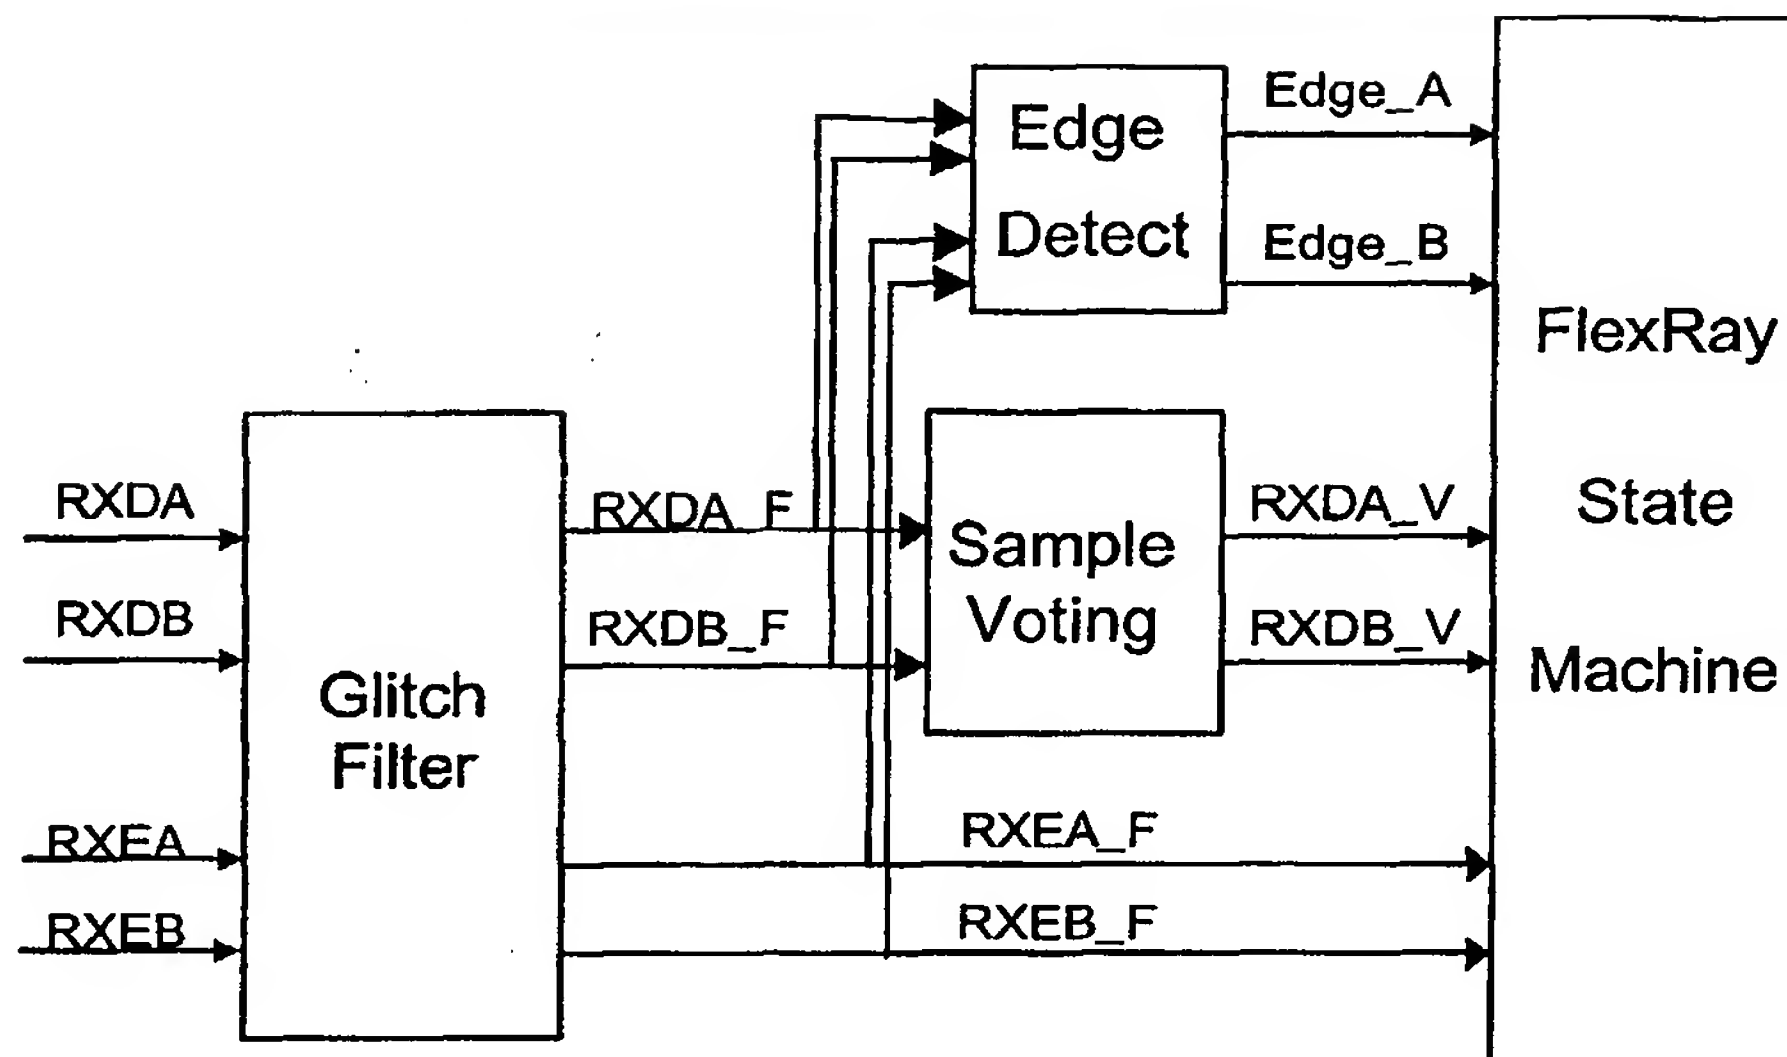 Edge_A
Edge
Detect
Edge_B
FlexRay
State
Machine
RXDA
RXDB
RXEA
RXEB
Glitch
Filter
RXDA_F
RXDB_F
Sample
Voting
RXDA_V
RXDB_V
RXEA_F
RXEB_F